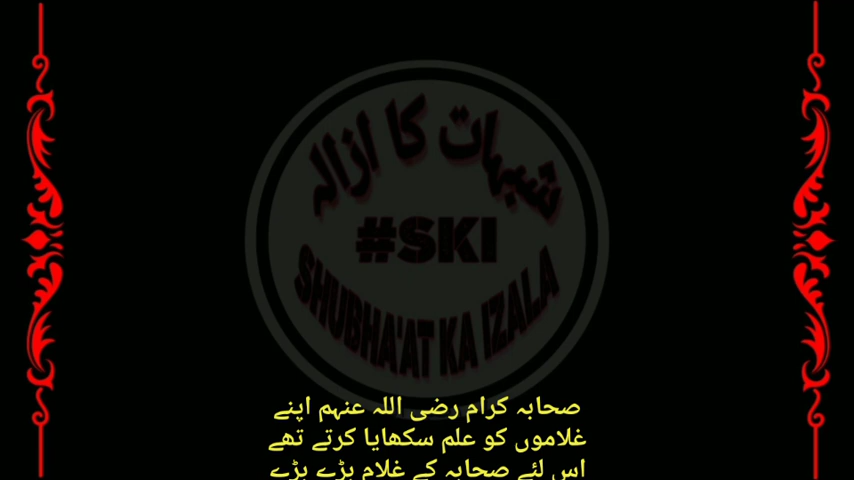 شبہات کا ازالہ
#SKI
SHUBHA'AT KA IZALA
صحابہ کرام رضی اللہ عنہم اپنے
غلاموں کو علم سکھایا کرتے تھے
اس لئے صحابہ کے غلام بڑے بڑے